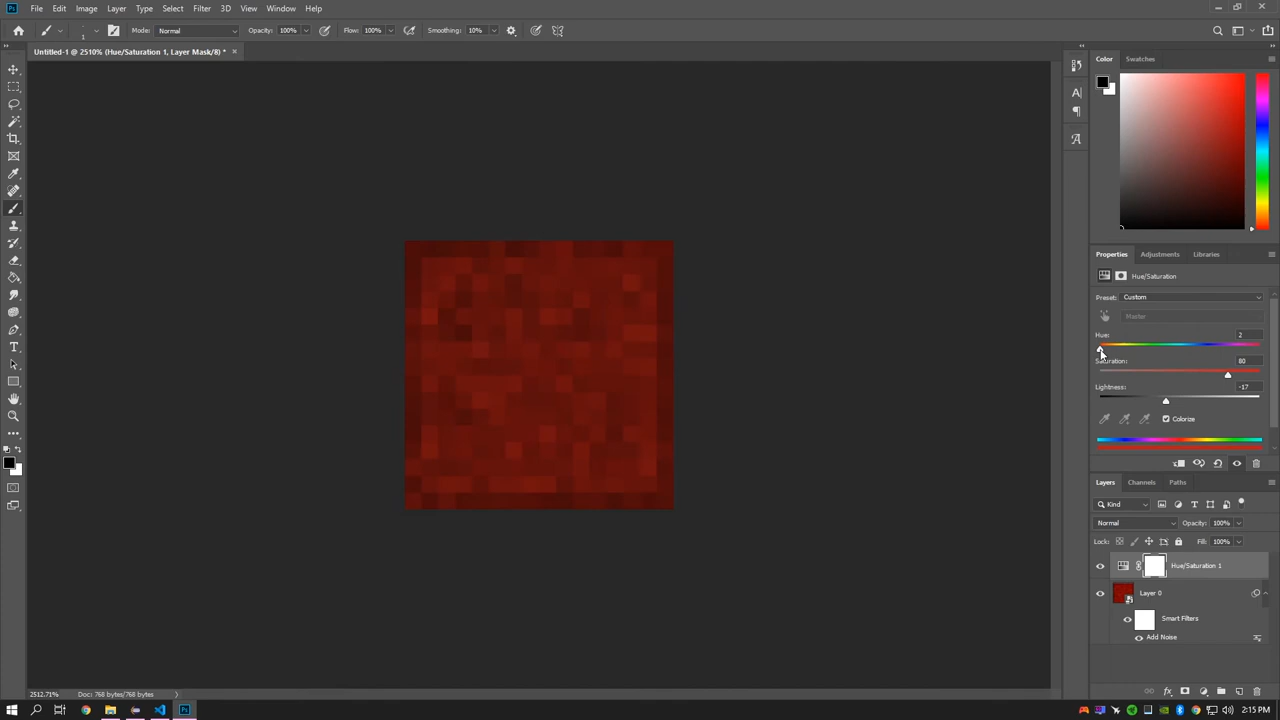 Ps File Edit Image Layer Type Select Filter 3D View Window Help
1 Mode: Normal Opacity: 100% Flow: 100% Smoothing: 10%
Untitled-1 @ 2510% (Hue/Saturation 1, Layer Mask/8) * ×
Color Swatches
Properties Adjustments Libraries
Hue/Saturation
Preset: Custom
Master
Hue: 2
Saturation: 80
Lightness: -17
Colorize
Layers Channels Paths
Kind
Normal Opacity: 100%
Lock: Fill: 100%
Hue/Saturation 1
Layer 0
Smart Filters
Add Noise
2512.71% Doc: 768 bytes/768 bytes
2:15 PM